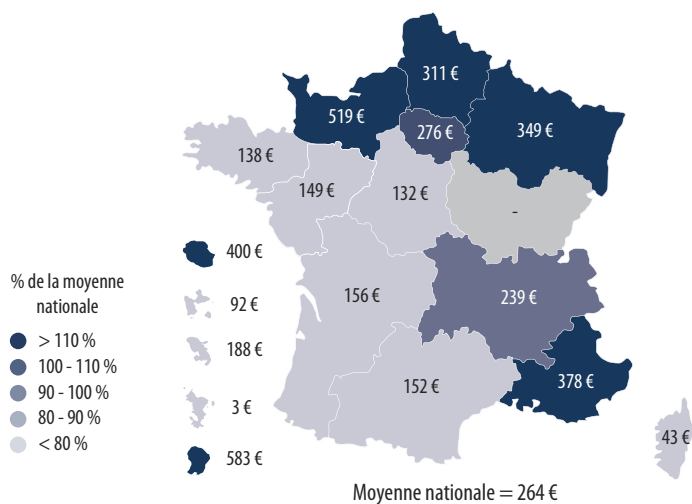 311 €
519 €
276 €
349 €
138 €
149 €
132 €
-
400 €
% de la moyenne
nationale
92 €
156 €
239 €
> 110 %
188 €
100 - 110 %
90 - 100 %
152 €
378 €
3 €
80 - 90 %
< 80 %
43 €
583 €
Moyenne nationale = 264 €